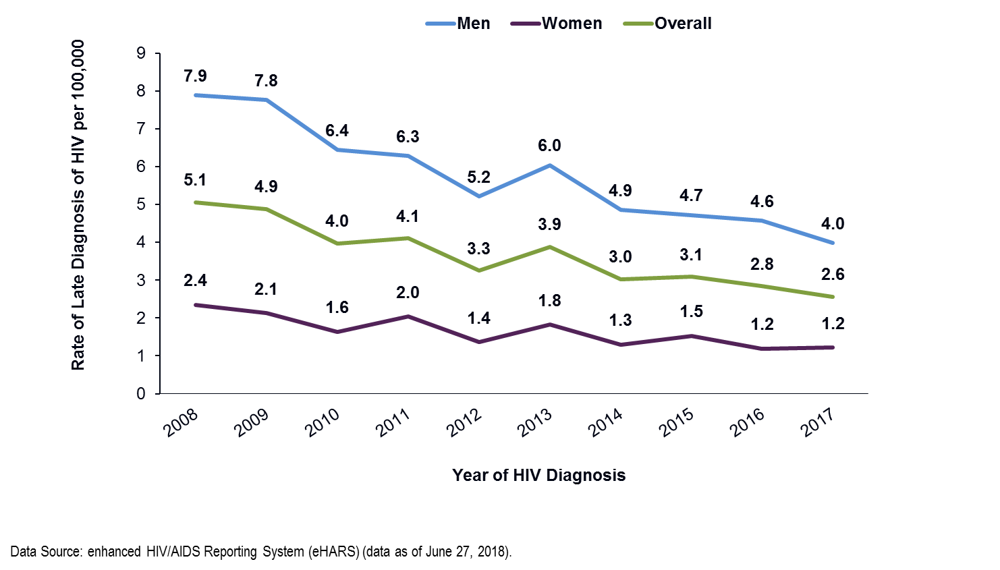 Men Women Overall
Rate of Late Diagnosis of HIV per 100,000
9
8
7
6
5
4
3
2
1
0
7.9 7.8 6.4 6.3 5.2 6.0 4.9 4.7 4.6 4.0
5.1 4.9 4.0 4.1 3.3 3.9 3.0 3.1 2.8 2.6
2.4 2.1 1.6 2.0 1.4 1.8 1.3 1.5 1.2 1.2
2008 2009 2010 2011 2012 2013 2014 2015 2016 2017
Year of HIV Diagnosis
Data Source: enhanced HIV/AIDS Reporting System (eHARS) (data as of June 27, 2018).